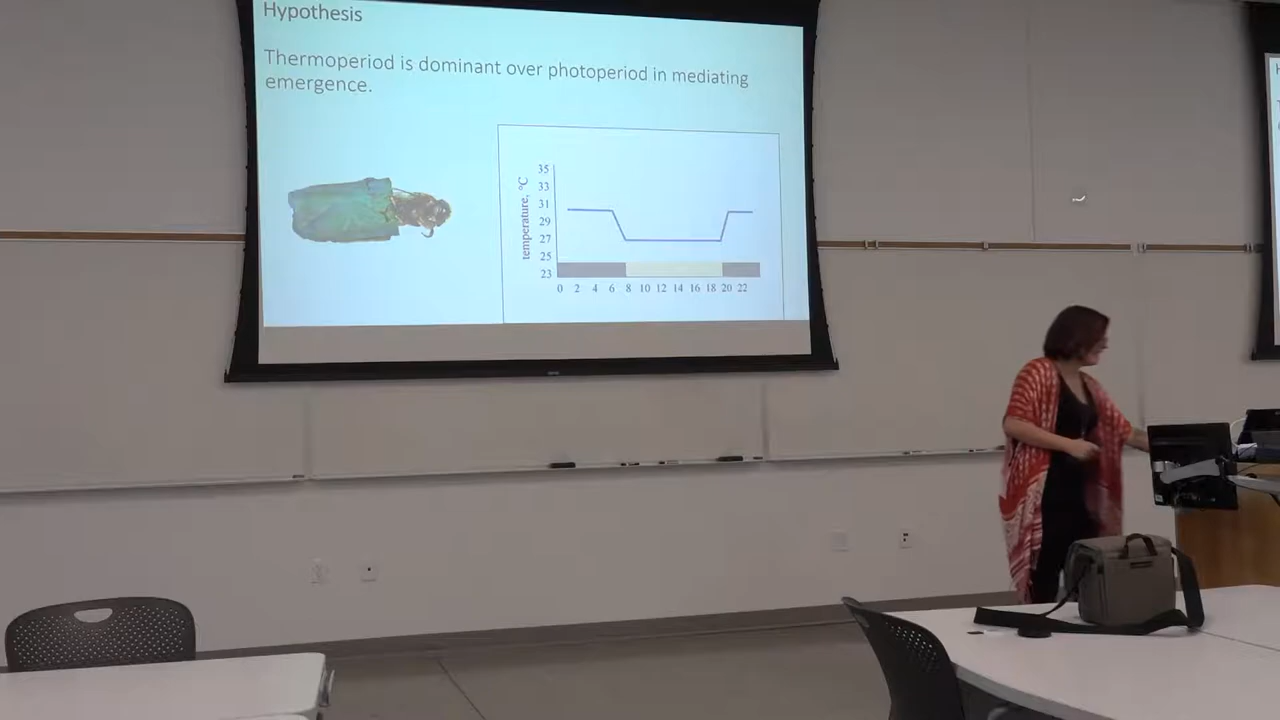 Hypothesis
Thermoperiod is dominant over photoperiod in mediating
emergence.
temperature, °C
35
33
31
29
27
25
23
0 2 4 6 8 10 12 14 16 18 20 22